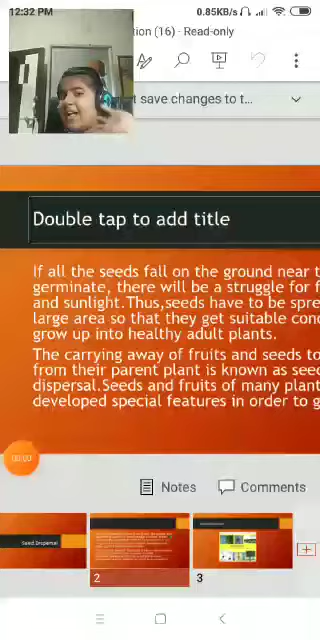 12:32 PM 0.85KB/s
tion (16) - Read-only
t save changes to t...
Double tap to add title
If all the seeds fall on the ground near t
germinate, there will be a struggle for f
and sunlight.Thus,seeds have to be spre
large area so that they get suitable cond
grow up into healthy adult plants.
The carrying away of fruits and seeds to
from their parent plant is known as seed
dispersal.Seeds and fruits of many plant
developed special features in order to g
00:00
Notes Comments
Seed Dispersal
2 3